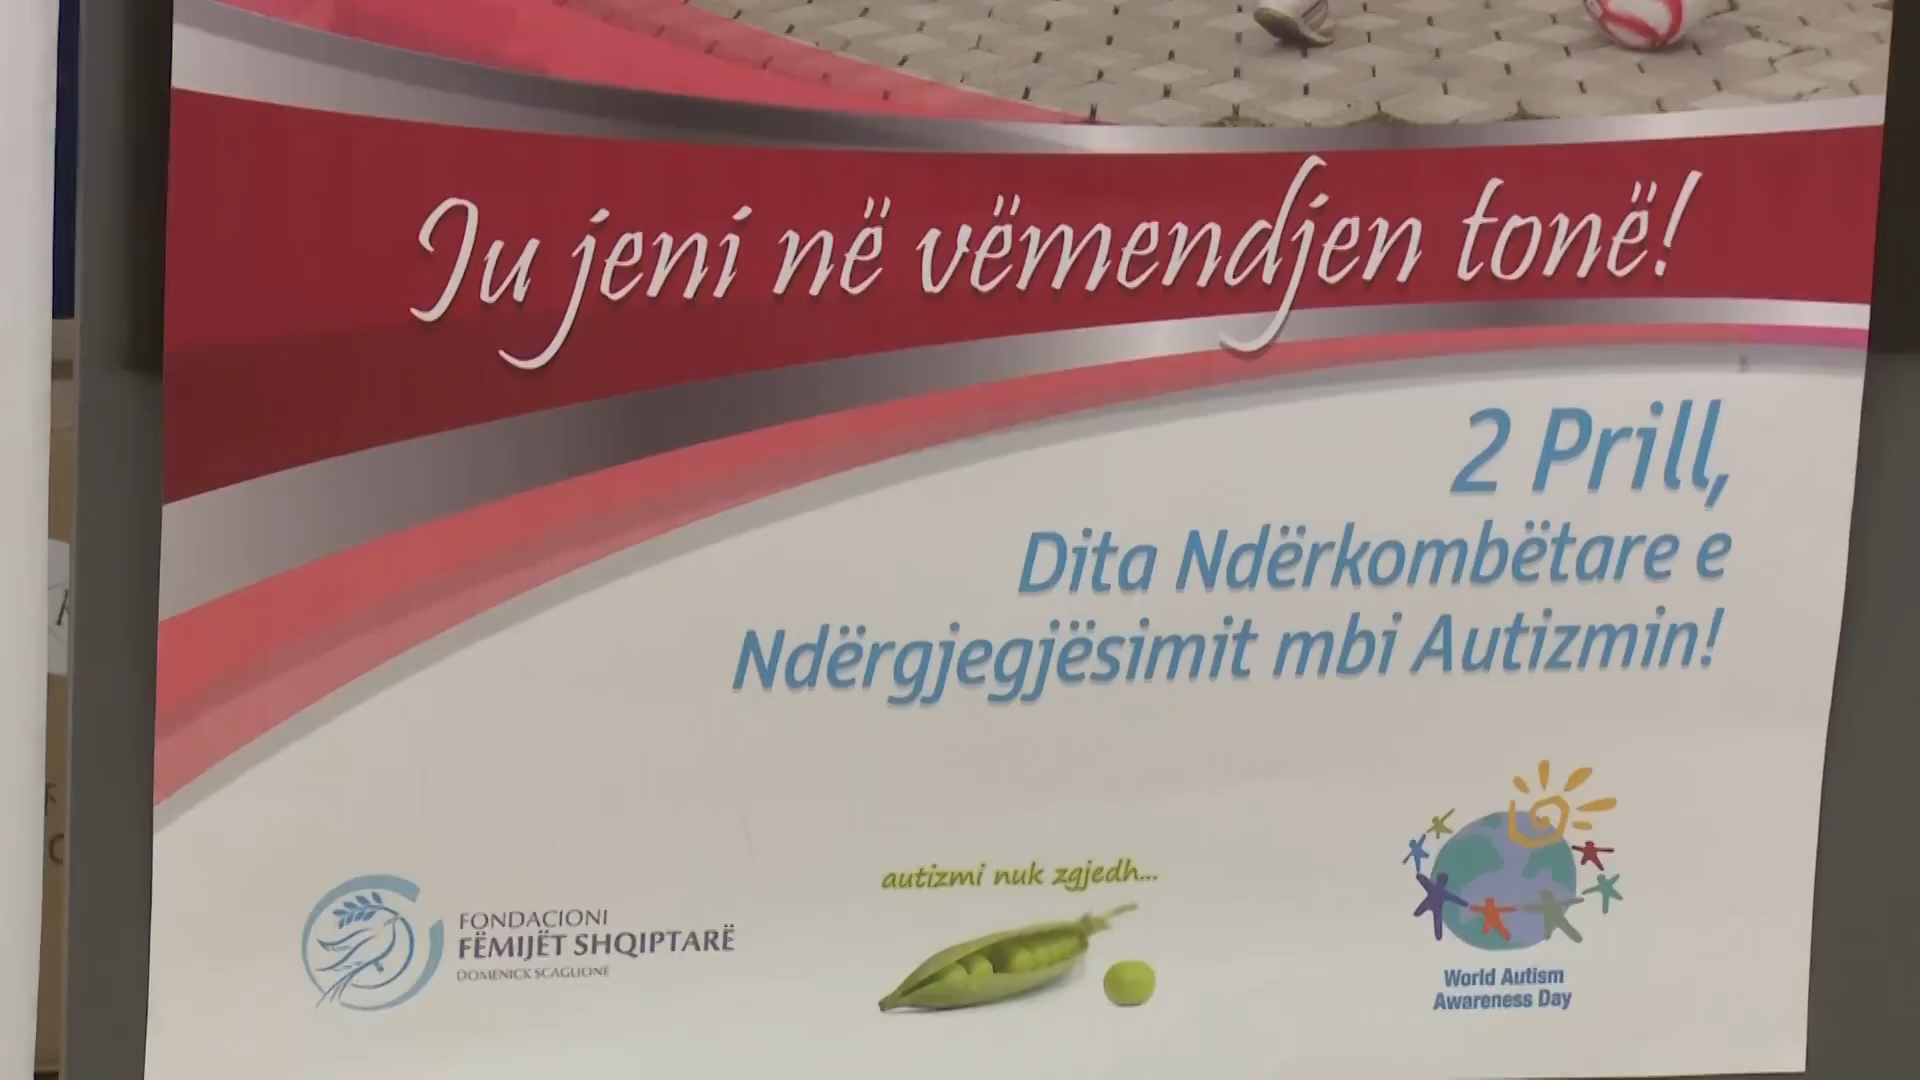 Ju jeni në vëmendjen tonë!
2 Prill,
Dita Ndërkombëtare e
Ndërgjegjësimit mbi Autizmin!
autizmi nuk zgjedh...
FONDACIONI
FËMIJËT SHQIPTARË
DOMENICK SCAGLIONE
World Autism
Awareness Day